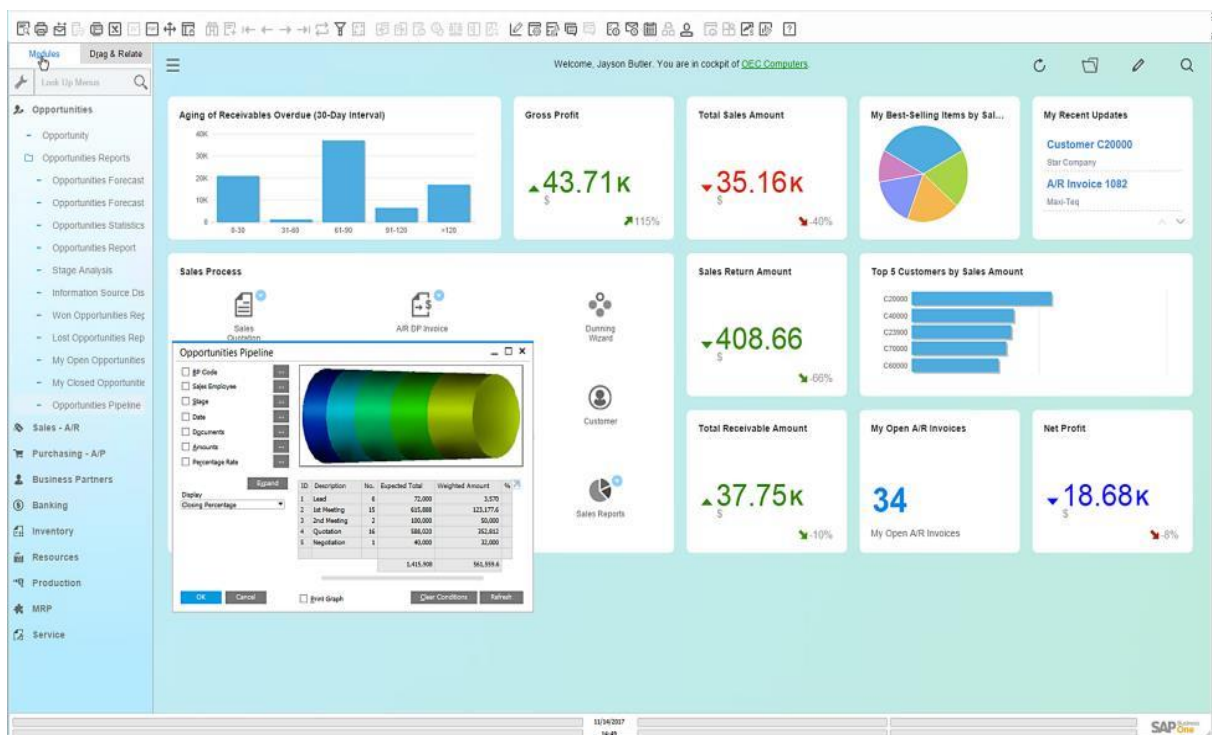 Modules
Drag & Relate
Look Up Menus
Welcome, Jayson Butler. You are in cockpit of OEC Computers.
Opportunities
Opportunity
Opportunities Reports
Opportunities Forecast
Opportunities Forecast
Opportunities Statistics
Opportunities Report
Stage Analysis
Information Source Dis
Won Opportunities Rep
Lost Opportunities Rep
My Open Opportunities
My Closed Opportunitie
Opportunities Pipeline
Sales - A/R
Purchasing - A/P
Business Partners
Banking
Inventory
Resources
Production
MRP
Service
Aging of Receivables Overdue (30-Day Interval)
40K
30K
20K
10K
0
0-30 31-60 61-90 91-120 >120
Gross Profit
43.71K
$
115%
Total Sales Amount
35.16K
$
-40%
My Best-Selling Items by Sal...
My Recent Updates
Customer C20000
Star Company
A/R Invoice 1082
Maxi-Teq
Sales Process
Sales
Quotation
A/R DP Invoice
Dunning
Wizard
Customer
Sales Reports
Sales Return Amount
408.66
$
-66%
Top 5 Customers by Sales Amount
C20000
C40000
C23900
C70000
C60000
Total Receivable Amount
37.75K
$
-10%
My Open A/R Invoices
34
My Open A/R Invoices
Net Profit
18.68K
$
-8%
Opportunities Pipeline
BP Code
Sales Employee
Stage
Date
Documents
Amounts
Percentage Rate
Expand
Display
Closing Percentage
ID Description No. Expected Total Weighted Amount %
1 Lead 6 72,000 3,570
2 1st Meeting 15 615,888 123,177.6
3 2nd Meeting 2 100,000 50,000
4 Quotation 16 588,020 352,812
5 Negotiation 1 40,000 32,000
1,415,908 561,559.6
OK
Cancel
Print Graph
Clear Conditions
Refresh
11/14/2017
16:45
SAP Business One